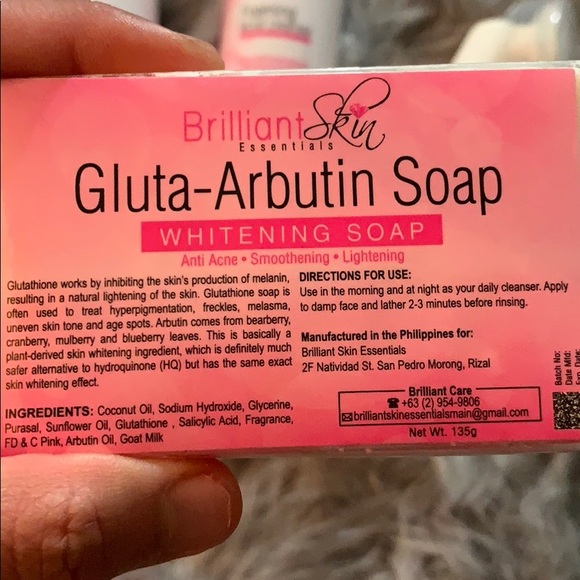 Brilliant Skin
Essentials
Gluta-Arbutin Soap
WHITENING SOAP
Anti Acne • Smoothening • Lightening
Glutathione works by inhibiting the skin's production of melanin,
resulting in a natural lightening of the skin. Glutathione soap is
often used to treat hyperpigmention, freckles, melasma,
uneven skin tone and age spots. Arbutin comes from bearberry,
cranberry, mulberry and blueberry leaves. This is basically a
plant-derived skin whitening ingredient, which is definitely much
safer alternative to hydroquinone (HQ) but has the same exact
skin whitening effect.
INGREDIENTS: Coconut Oil, Sodium Hydroxide, Glycerine,
Purasal, Sunflower Oil, Glutathione , Salicylic Acid, Fragrance,
FD & C Pink, Arbutin Oil, Goat Milk
DIRECTIONS FOR USE:
Use in the morning and at night as your daily cleanser. Apply
to damp face and lather 2-3 minutes before rinsing.
Manufactured in the Philippines for:
Brilliant Skin Essentials
2F Natividad St. San Pedro Morong, Rizal
Brilliant Care
+63 (2) 954-9806
brilliantskinessentialsmain@gmail.com
Net Wt. 135g
Batch No:
Date Mfd:
Exp. Date: